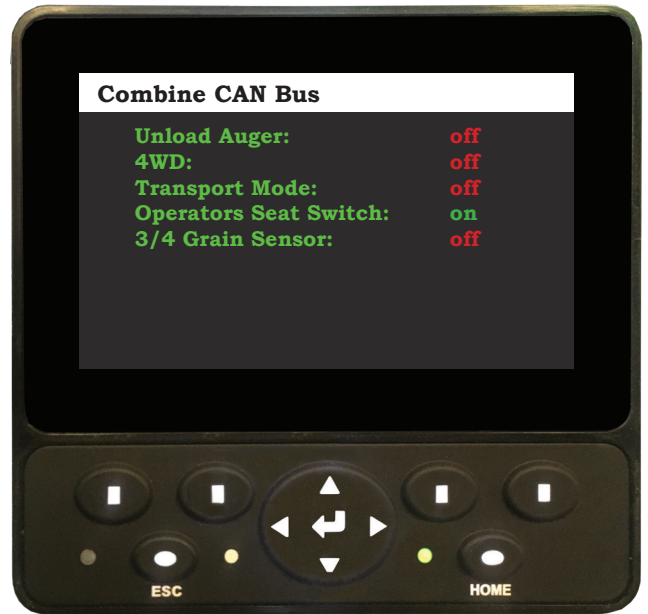 Combine CAN Bus
Unload Auger: off
4WD: off
Transport Mode: off
Operators Seat Switch: on
3/4 Grain Sensor: off
ESC HOME